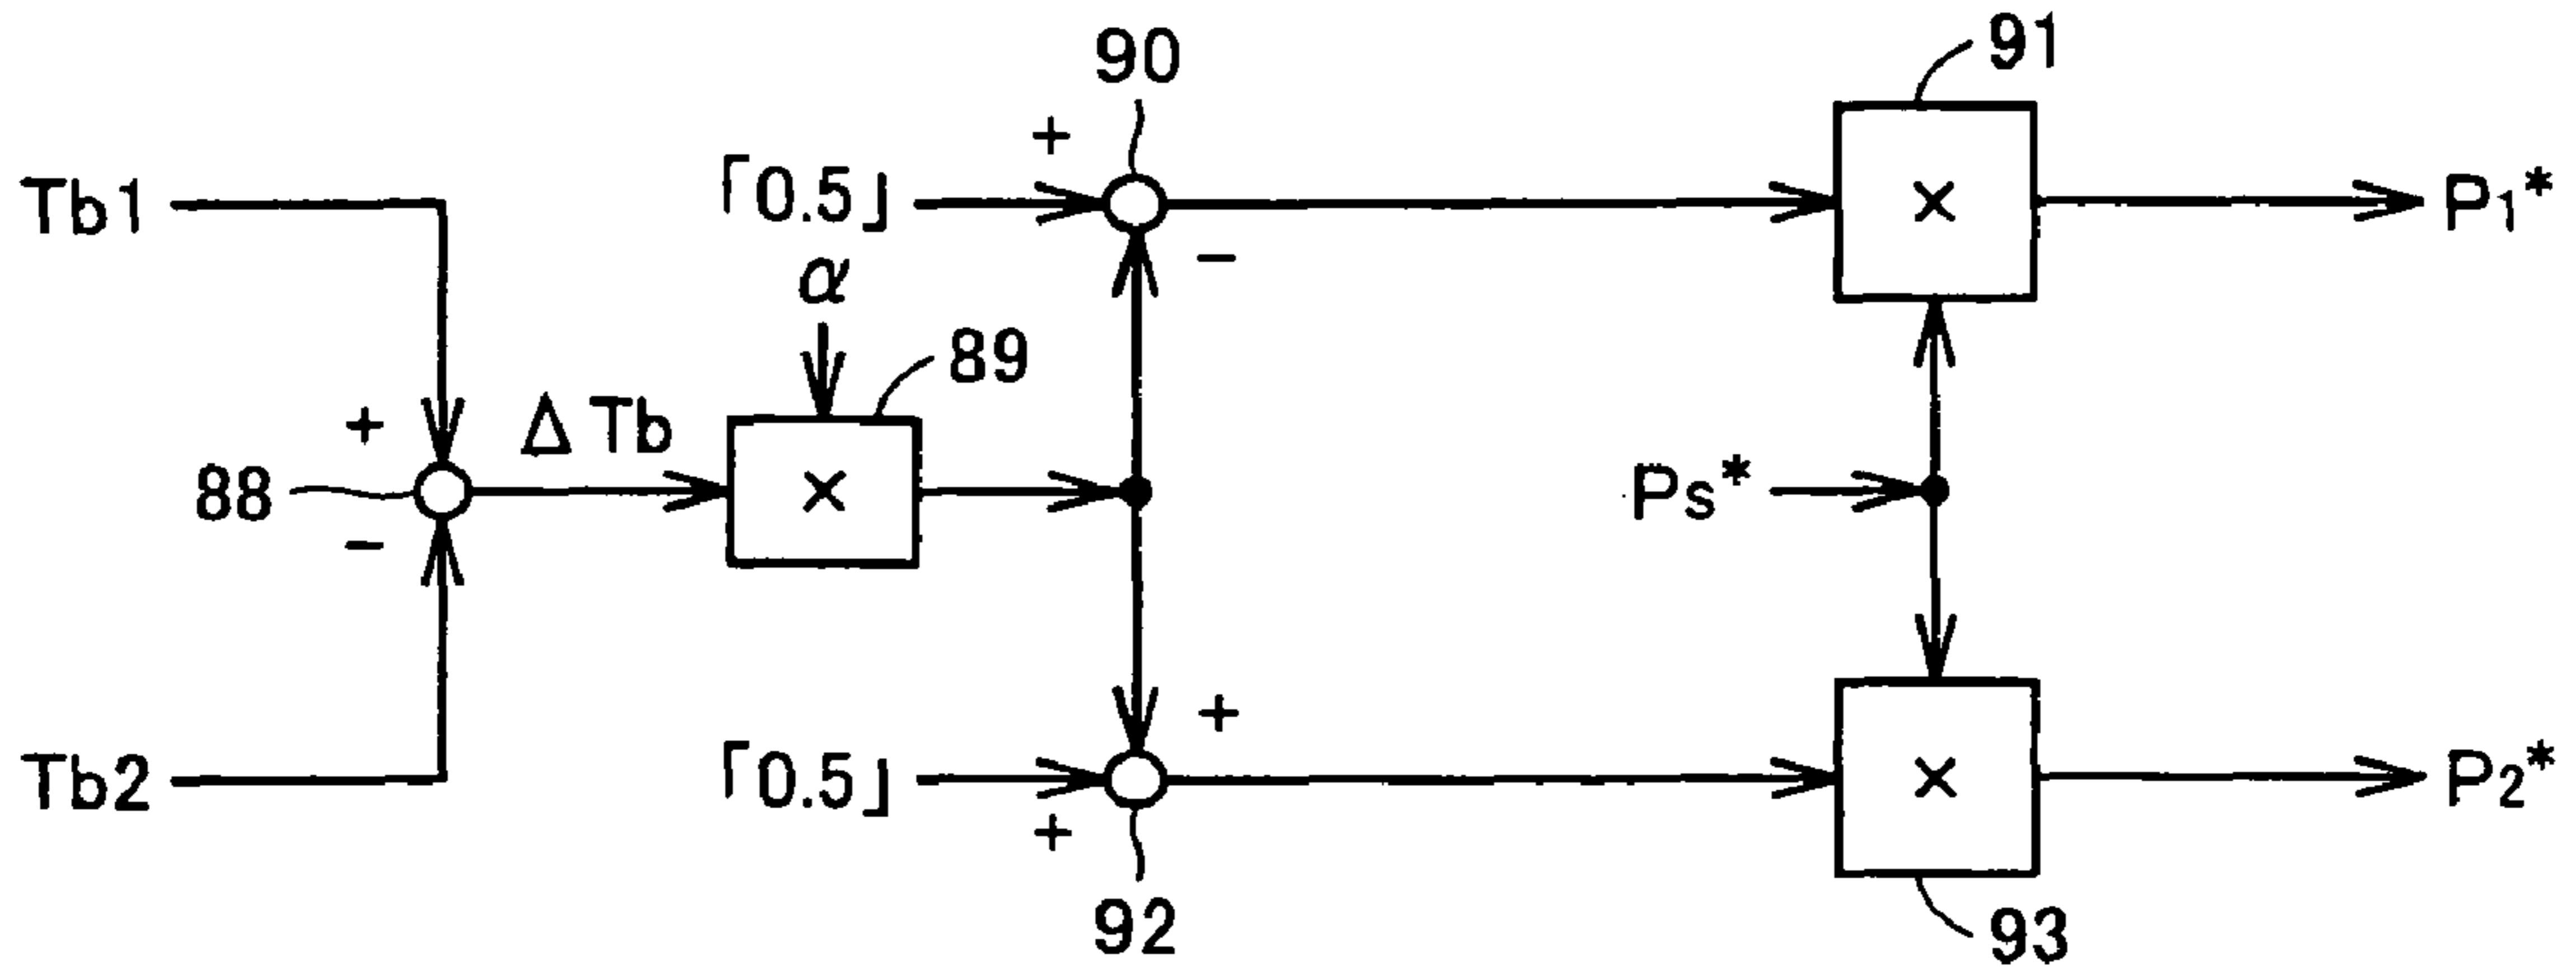 90
91
+
Tb1
「0.5」
×
P1*
-
α
89
+
ΔTb
88
×
Ps*
-
+
Tb2
「0.5」
×
P2*
+
92
93